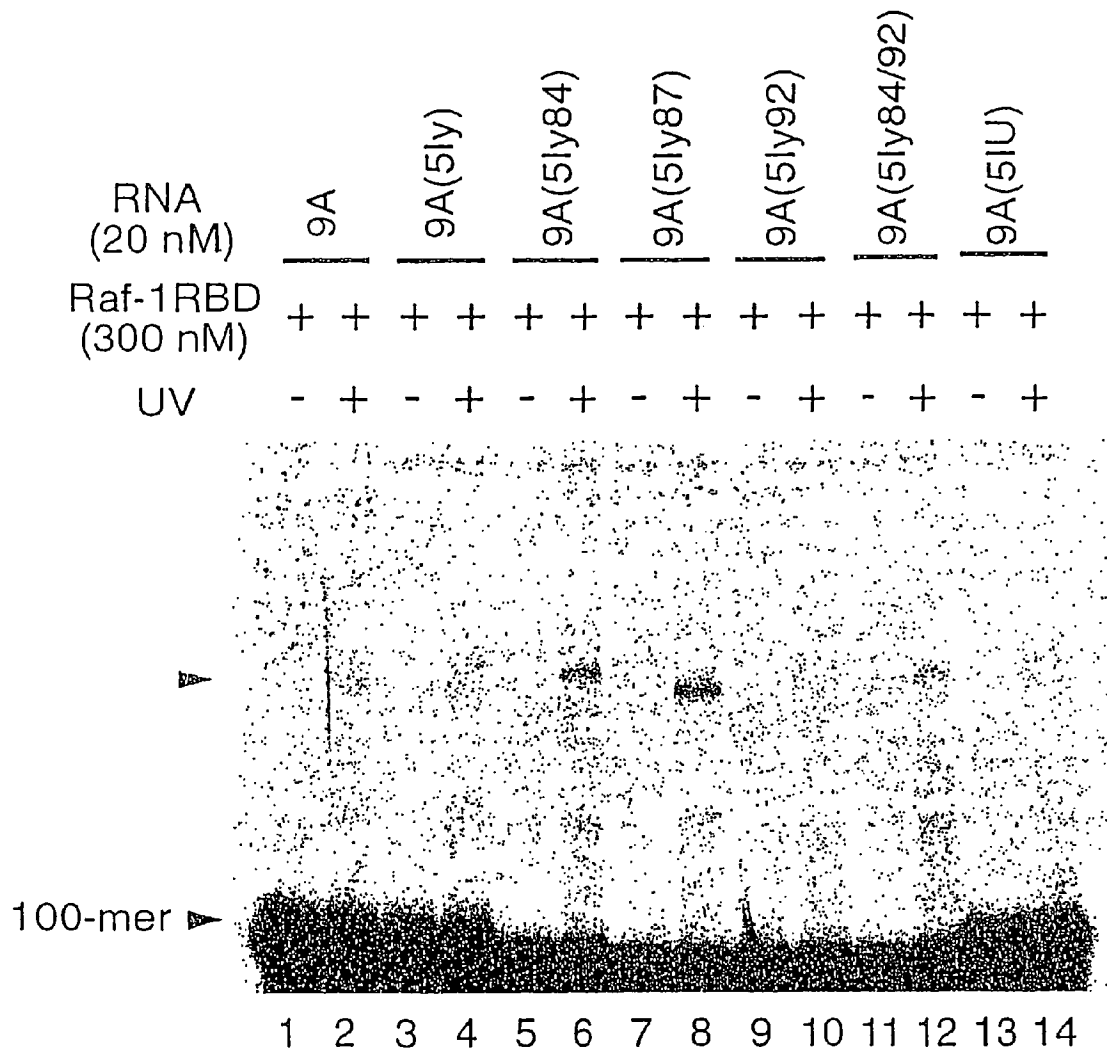 9A 9A(5Iy) 9A(5Iy84) 9A(5Iy87) 9A(5Iy92) 9A(5Iy84/92) 9A(5IU)
RNA
(20 nM)
Raf-1RBD + + + + + + + + + + + + + +
(300 nM)
UV - + - + - + - + - + - + - +
100-mer
1 2 3 4 5 6 7 8 9 10 11 12 13 14